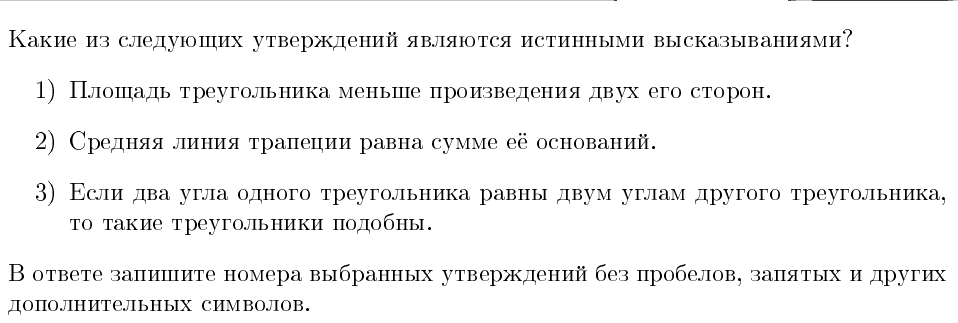 Какие из следующих утверждений являются истинными высказываниями?
1) Площадь треугольника меньше произведения двух его сторон.
2) Средняя линия трапеции равна сумме её оснований.
3) Если два угла одного треугольника равны двум углам другого треугольника,
то такие треугольники подобны.
В ответе запишите номера выбранных утверждений без пробелов, запятых и других
дополнительных символов.